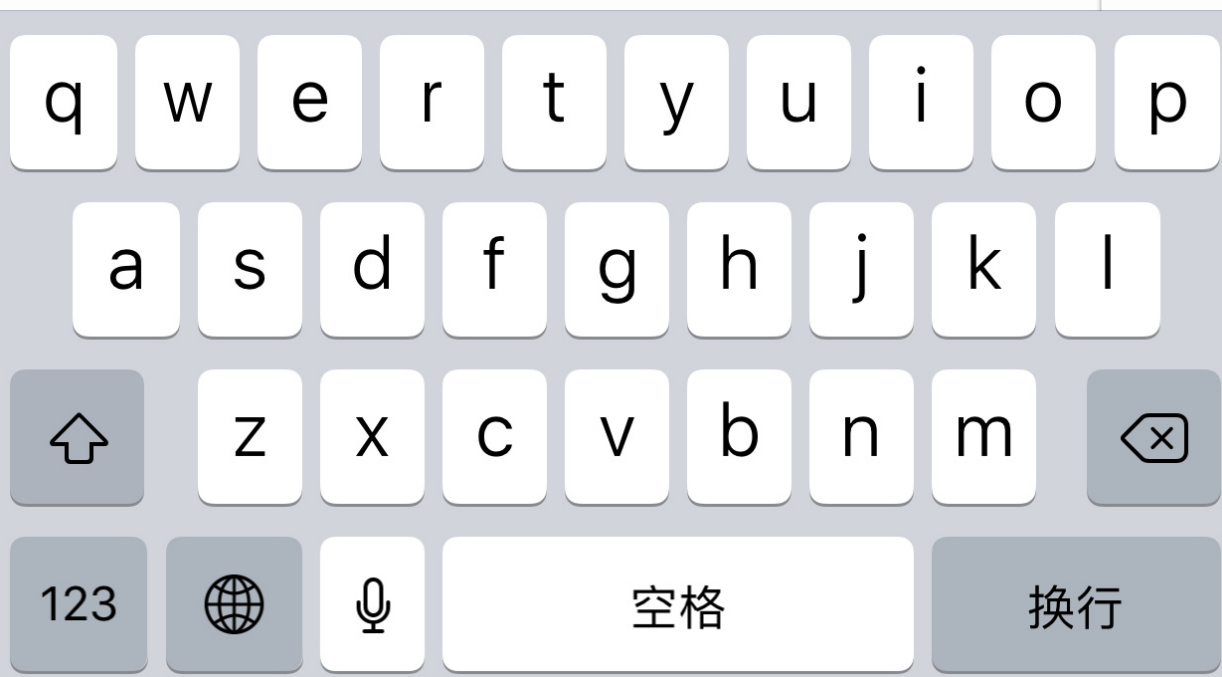 q w e r t y u i o p
a s d f g h j k l
z x c v b n m
123 空格 换行